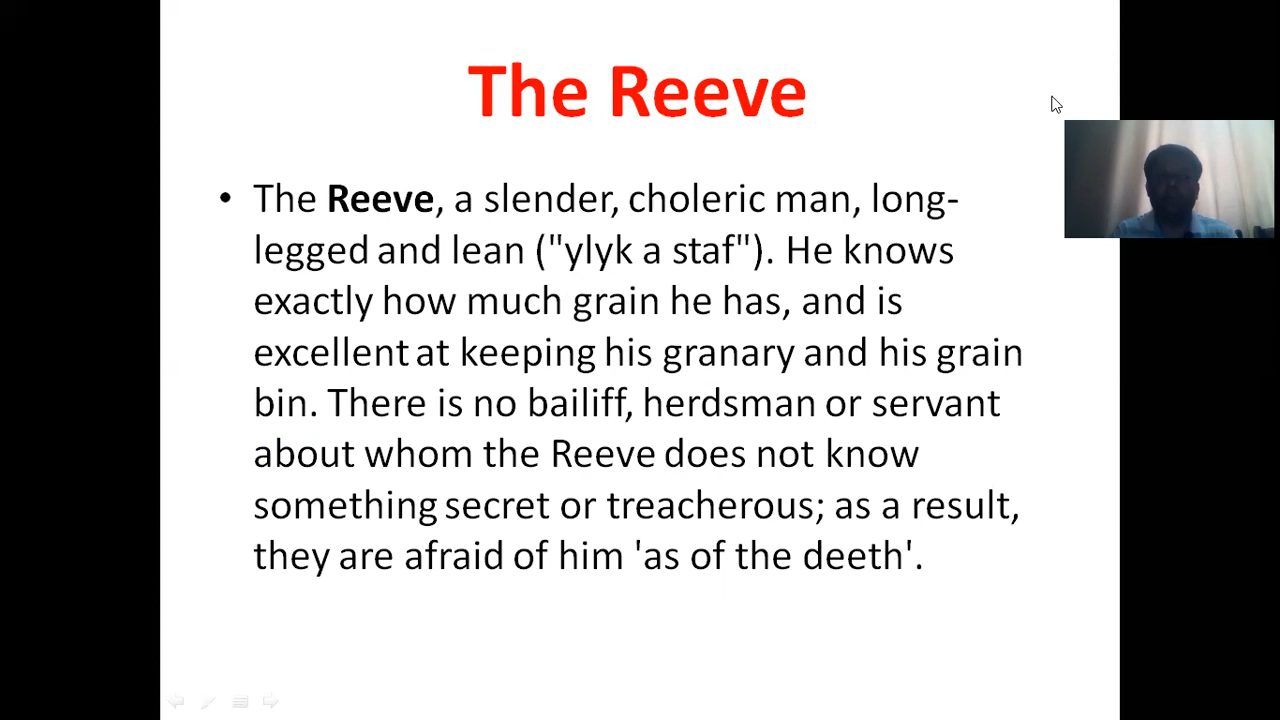 The Reeve
• The Reeve, a slender, choleric man, long-
legged and lean ("ylyk a staf"). He knows
exactly how much grain he has, and is
excellent at keeping his granary and his grain
bin. There is no bailiff, herdsman or servant
about whom the Reeve does not know
something secret or treacherous; as a result,
they are afraid of him 'as of the deeth'.